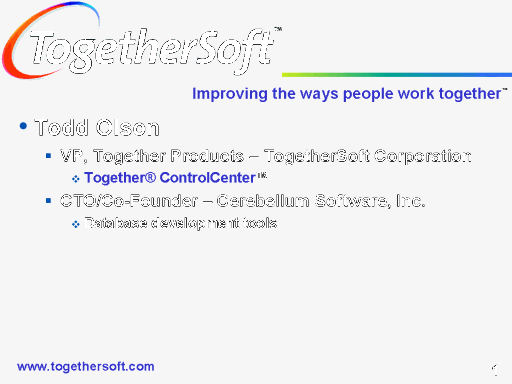 TogetherSoft™
Improving the ways people work together™
• Todd Olson
▪ VP, Together Products – TogetherSoft Corporation
❖ Together® ControlCenter™
▪ CTO/Co-Founder – Cerebellum Software, Inc.
❖ Database development tools
www.togethersoft.com
1